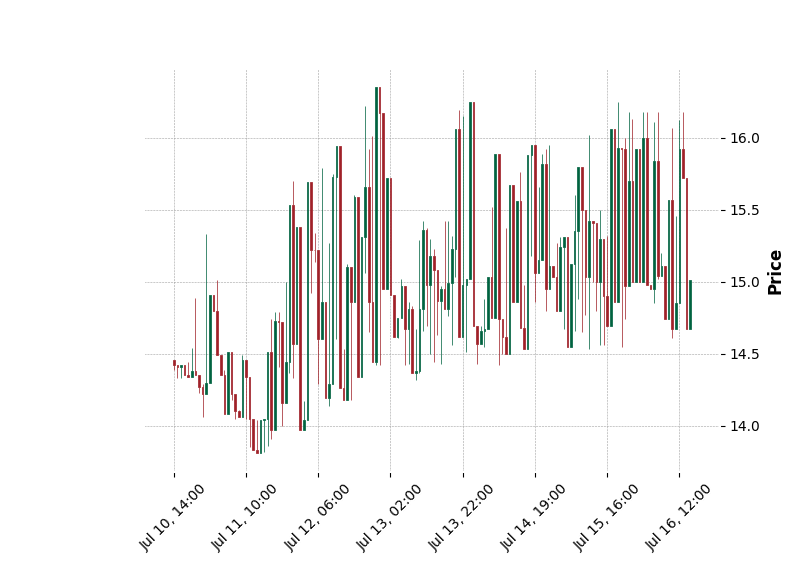 16.0
15.5
15.0
14.5
14.0
Price
Jul 10, 14:00
Jul 11, 10:00
Jul 12, 06:00
Jul 13, 02:00
Jul 13, 22:00
Jul 14, 19:00
Jul 15, 16:00
Jul 16, 12:00